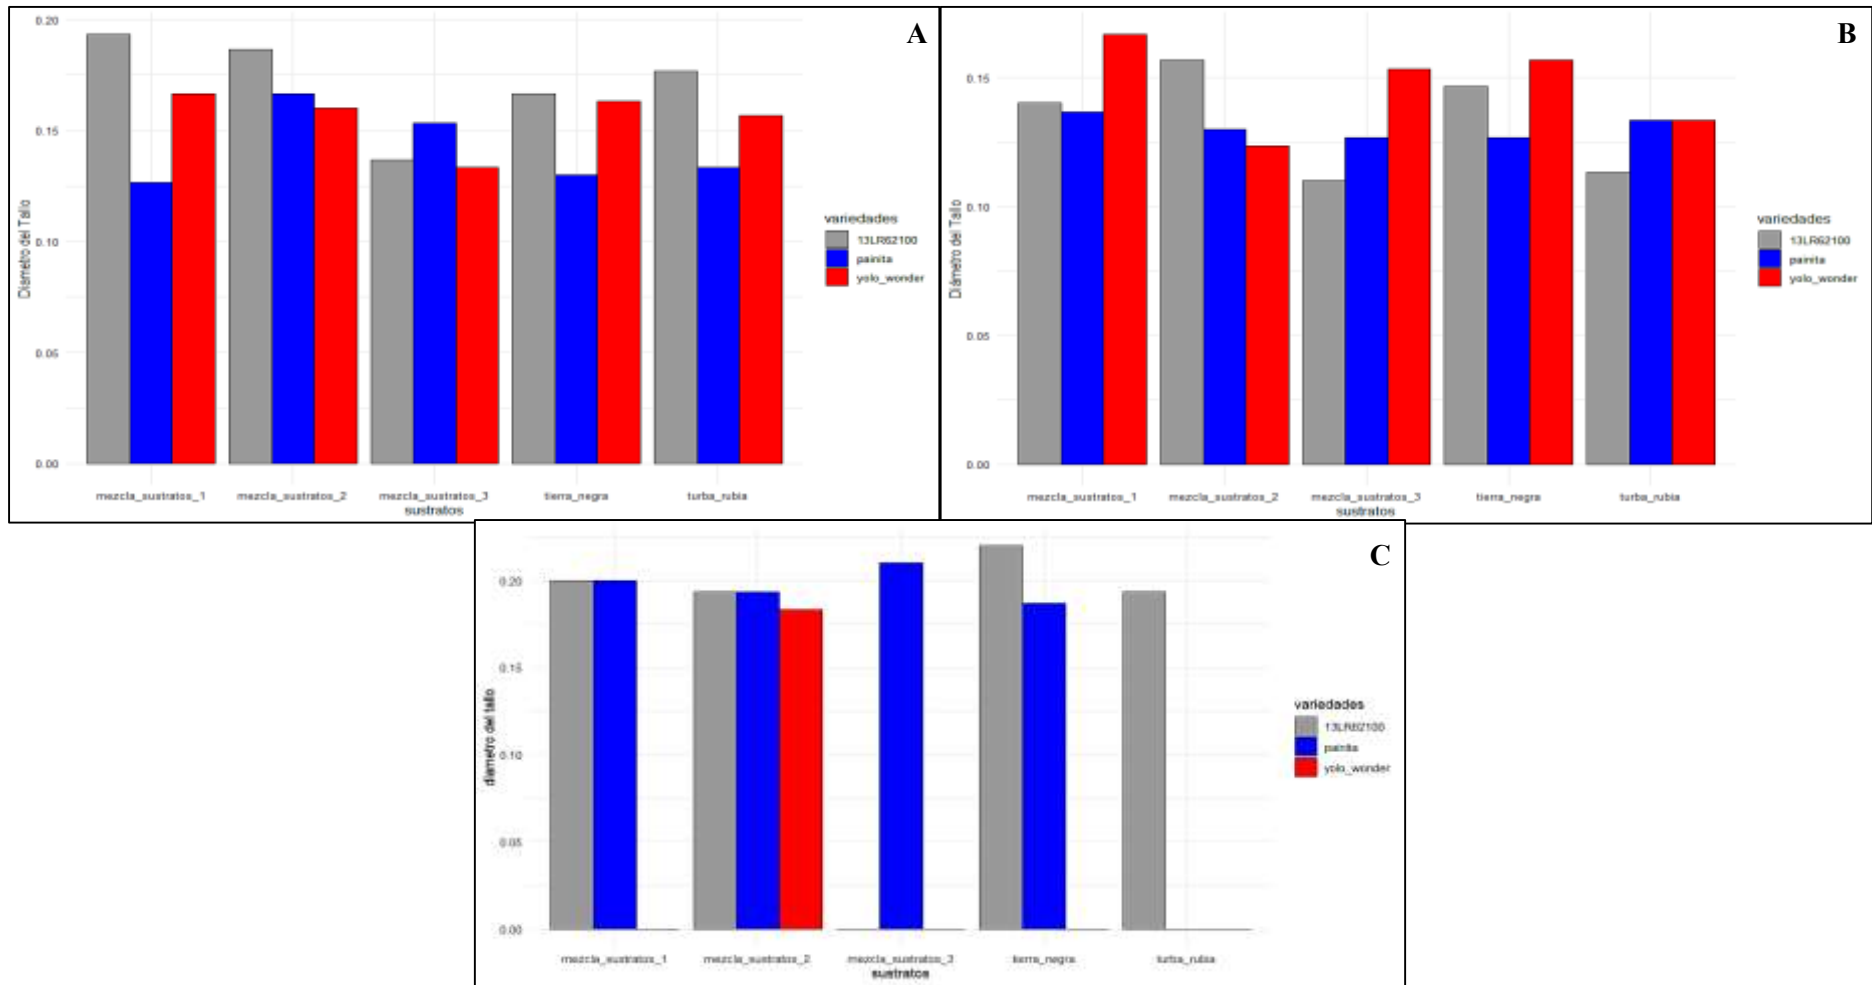 A
0.20
0.15
0.10
0.05
0.00
Diametro del Tallo
mezcla_sustratos_1 mezcla_sustratos_2 mezcla_sustratos_3 tierra_negra turba_rubia
sustratos
variedades
13LR62100
painita
yolo_wonder
B
0.15
0.10
0.05
0.00
Diámetro del Tallo
mezcla_sustratos_1 mezcla_sustratos_2 mezcla_sustratos_3 tierra_negra turba_rubia
sustratos
variedades
13LR62100
painita
yolo_wonder
C
0.20
0.15
0.10
0.05
0.00
diametro del tallo
mezcla_sustratos_1 mezcla_sustratos_2 mezcla_sustratos_3 tierra_negra turba_rubia
sustratos
variedades
13LR62100
painita
yolo_wonder